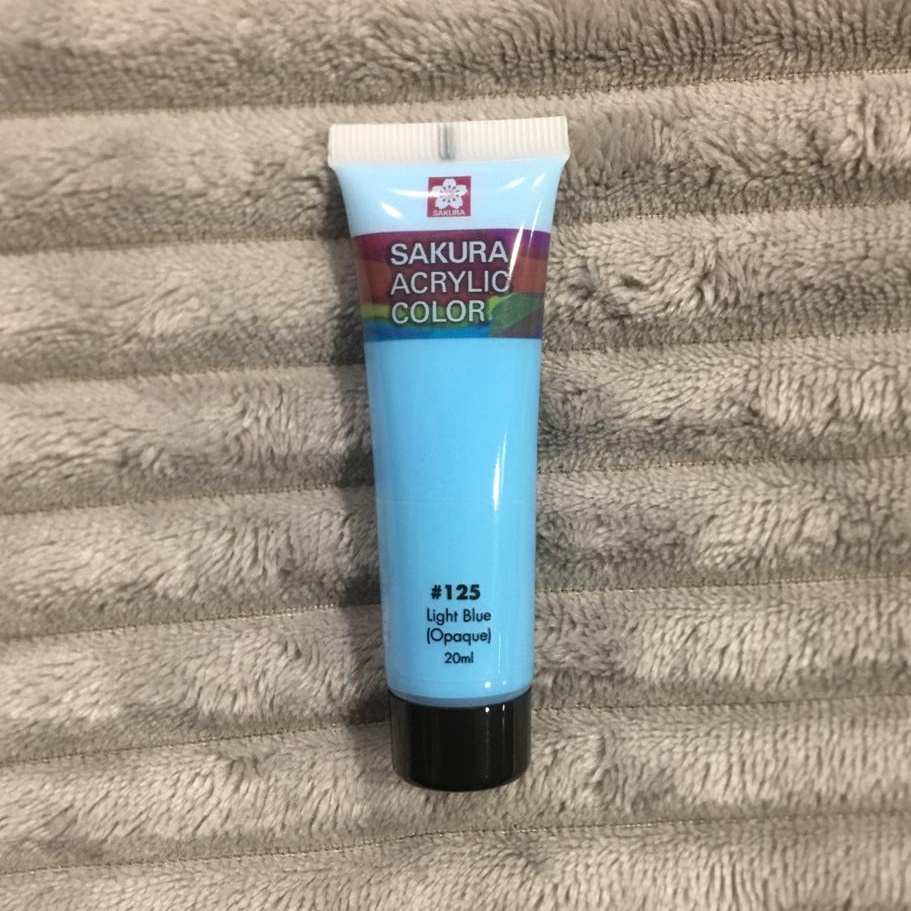 SAKURA
SAKURA
ACRYLIC
COLOR
#125
Light Blue
(Opaque)
20ml